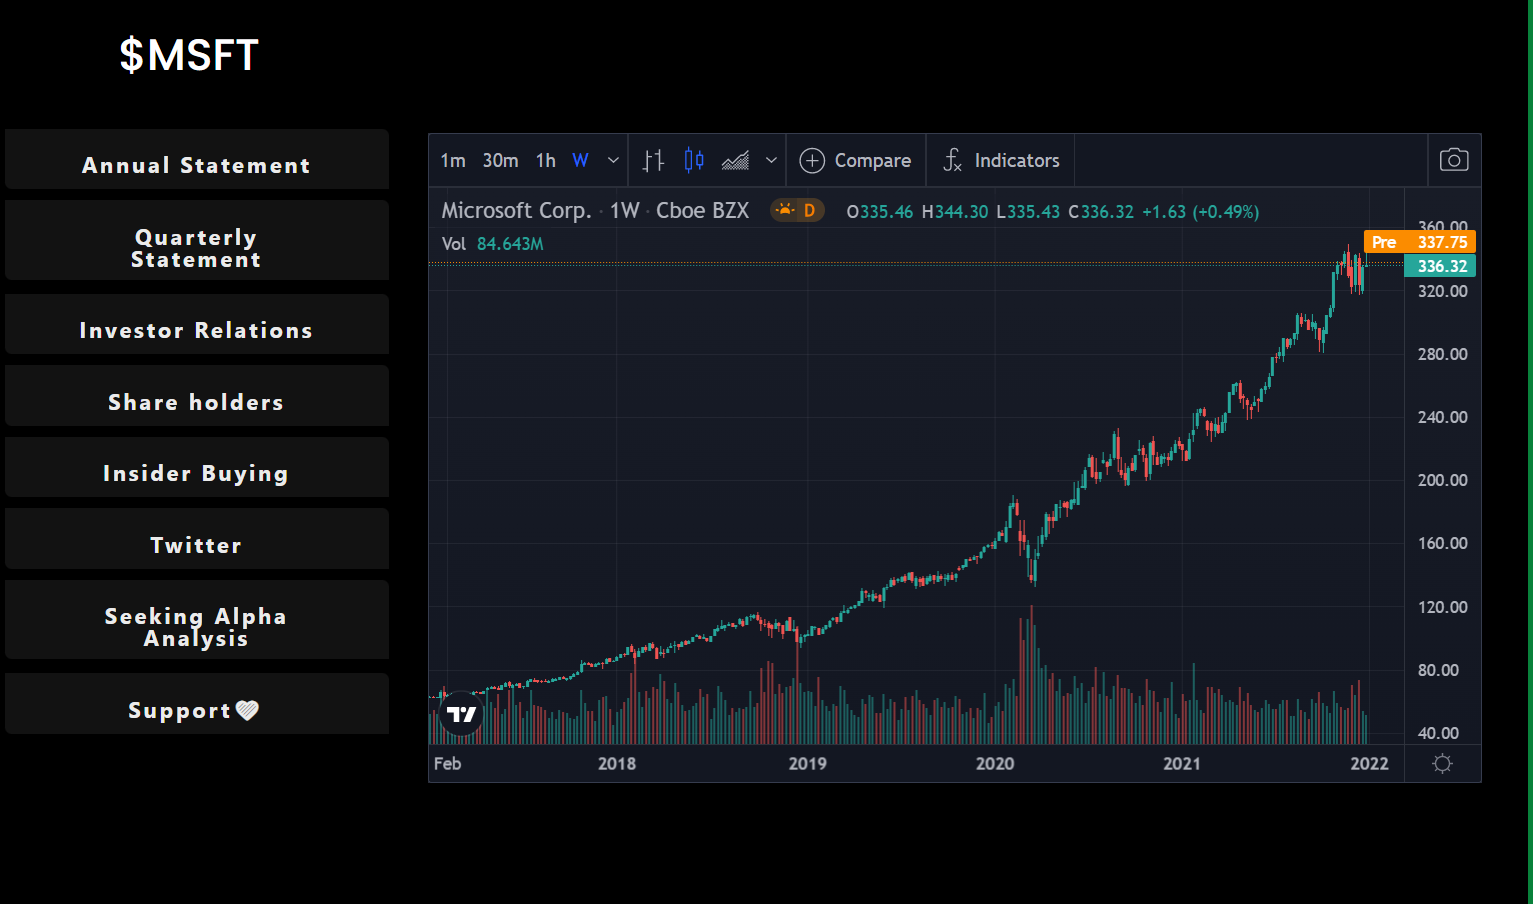 $MSFT
Annual Statement
Quarterly
Statement
Investor Relations
Share holders
Insider Buying
Twitter
Seeking Alpha
Analysis
Support
1m 30m 1h W
Compare
Indicators
Microsoft Corp. · 1W · Cboe BZX D O335.46 H344.30 L335.43 C336.32 +1.63 (+0.49%)
Vol 84.643M
360.00
Pre 337.75
336.32
320.00
280.00
240.00
200.00
160.00
120.00
80.00
40.00
Feb 2018 2019 2020 2021 2022